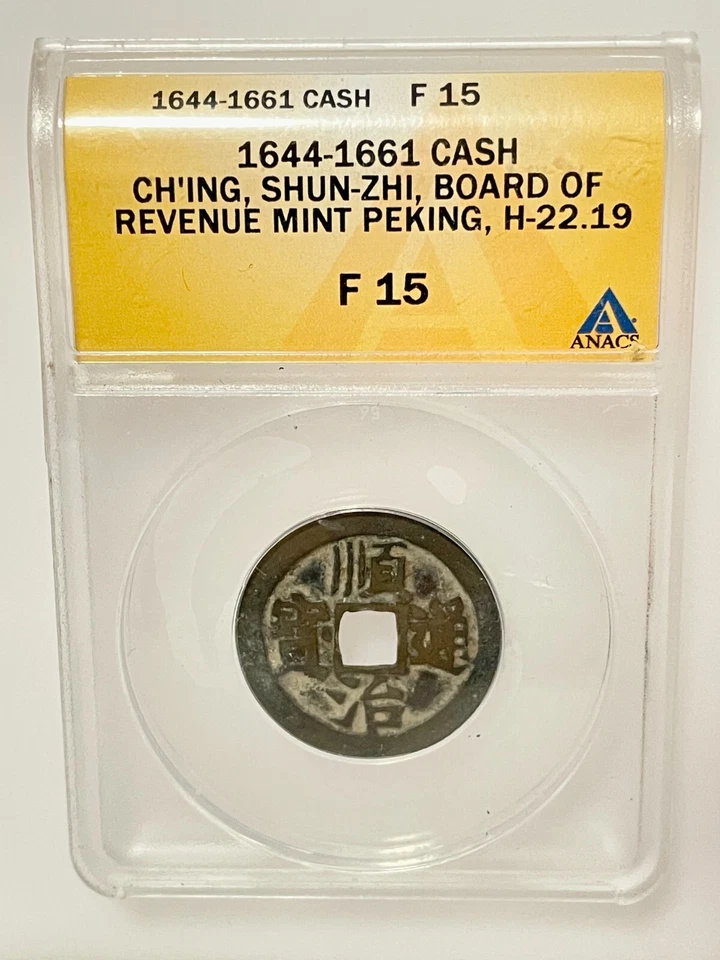 1644-1661 CASH F 15
1644-1661 CASH
CH'ING, SHUN-ZHI, BOARD OF
REVENUE MINT PEKING, H-22.19
F 15
ANACS
順治通寶